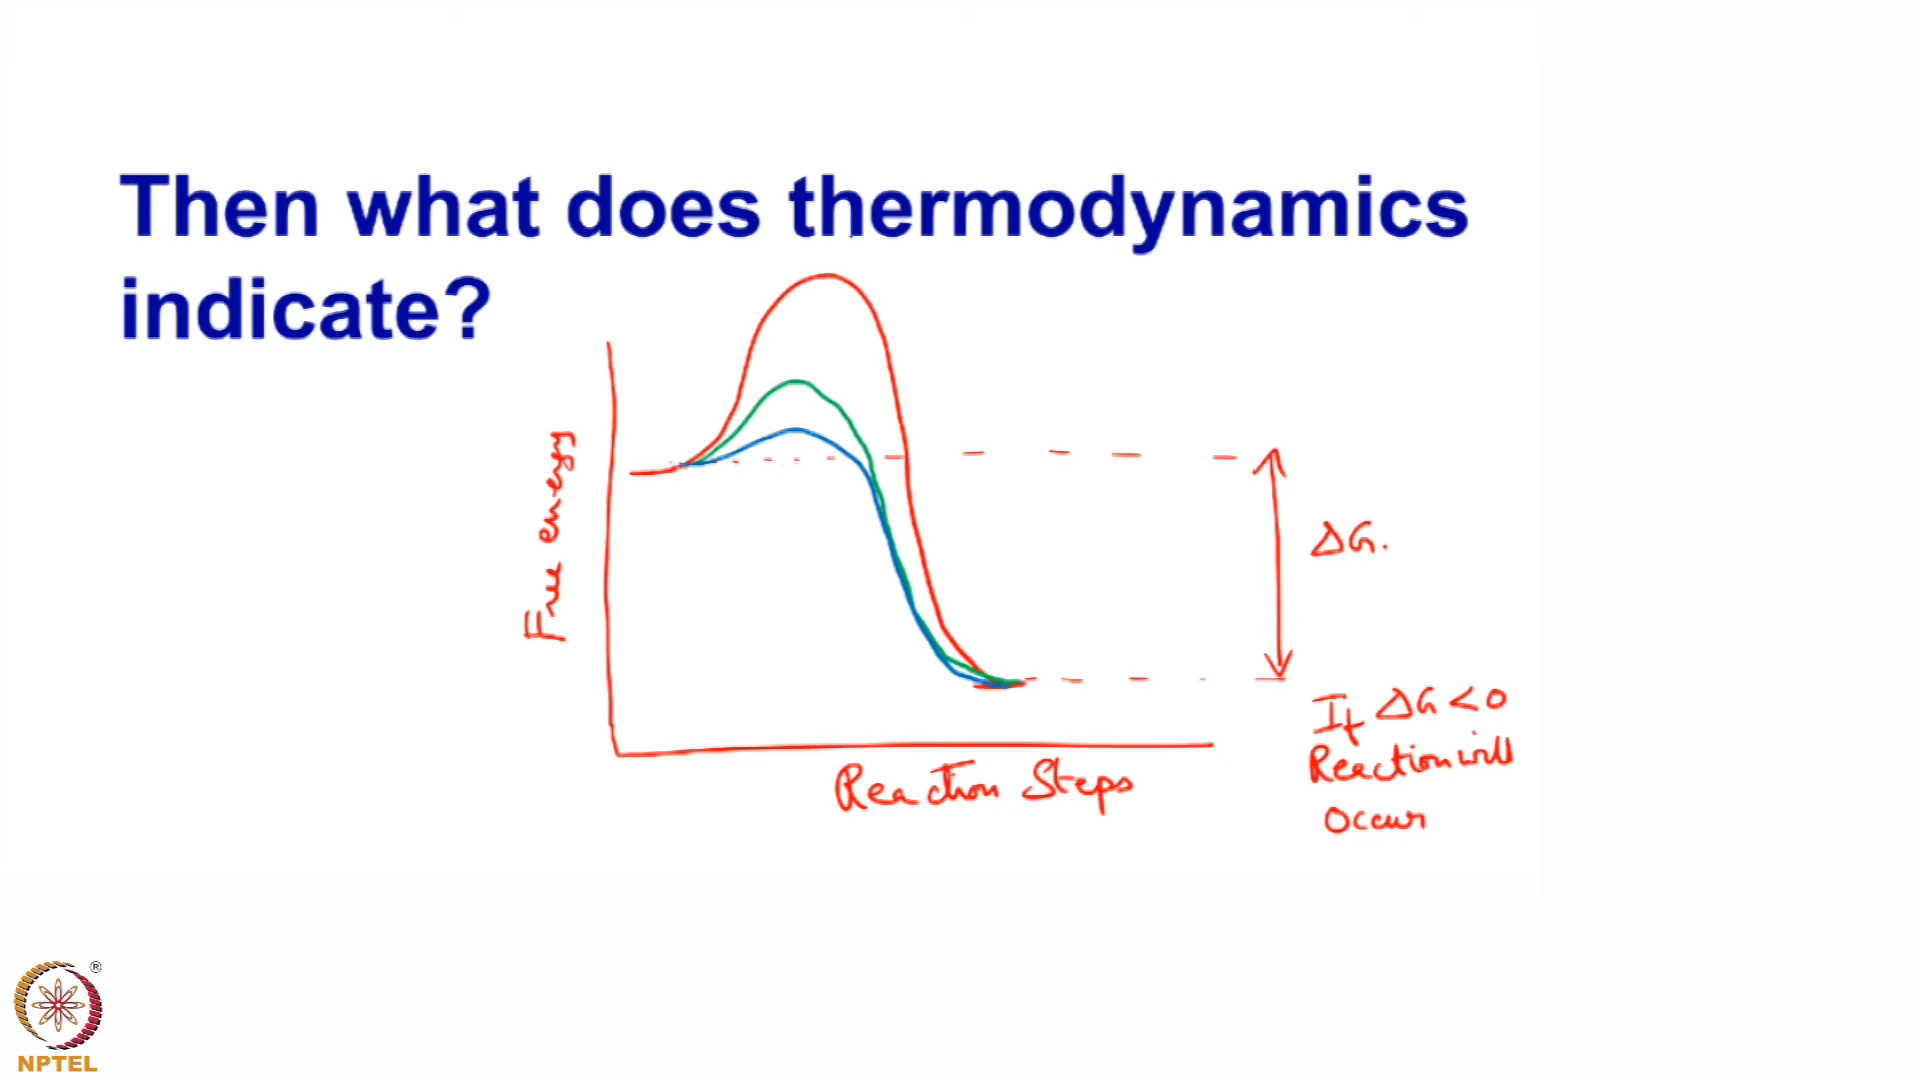 Then what does thermodynamics
indicate?
Free energy
ΔG.
If ΔG < 0
Reaction will
Occur
Reaction Steps
®
NPTEL